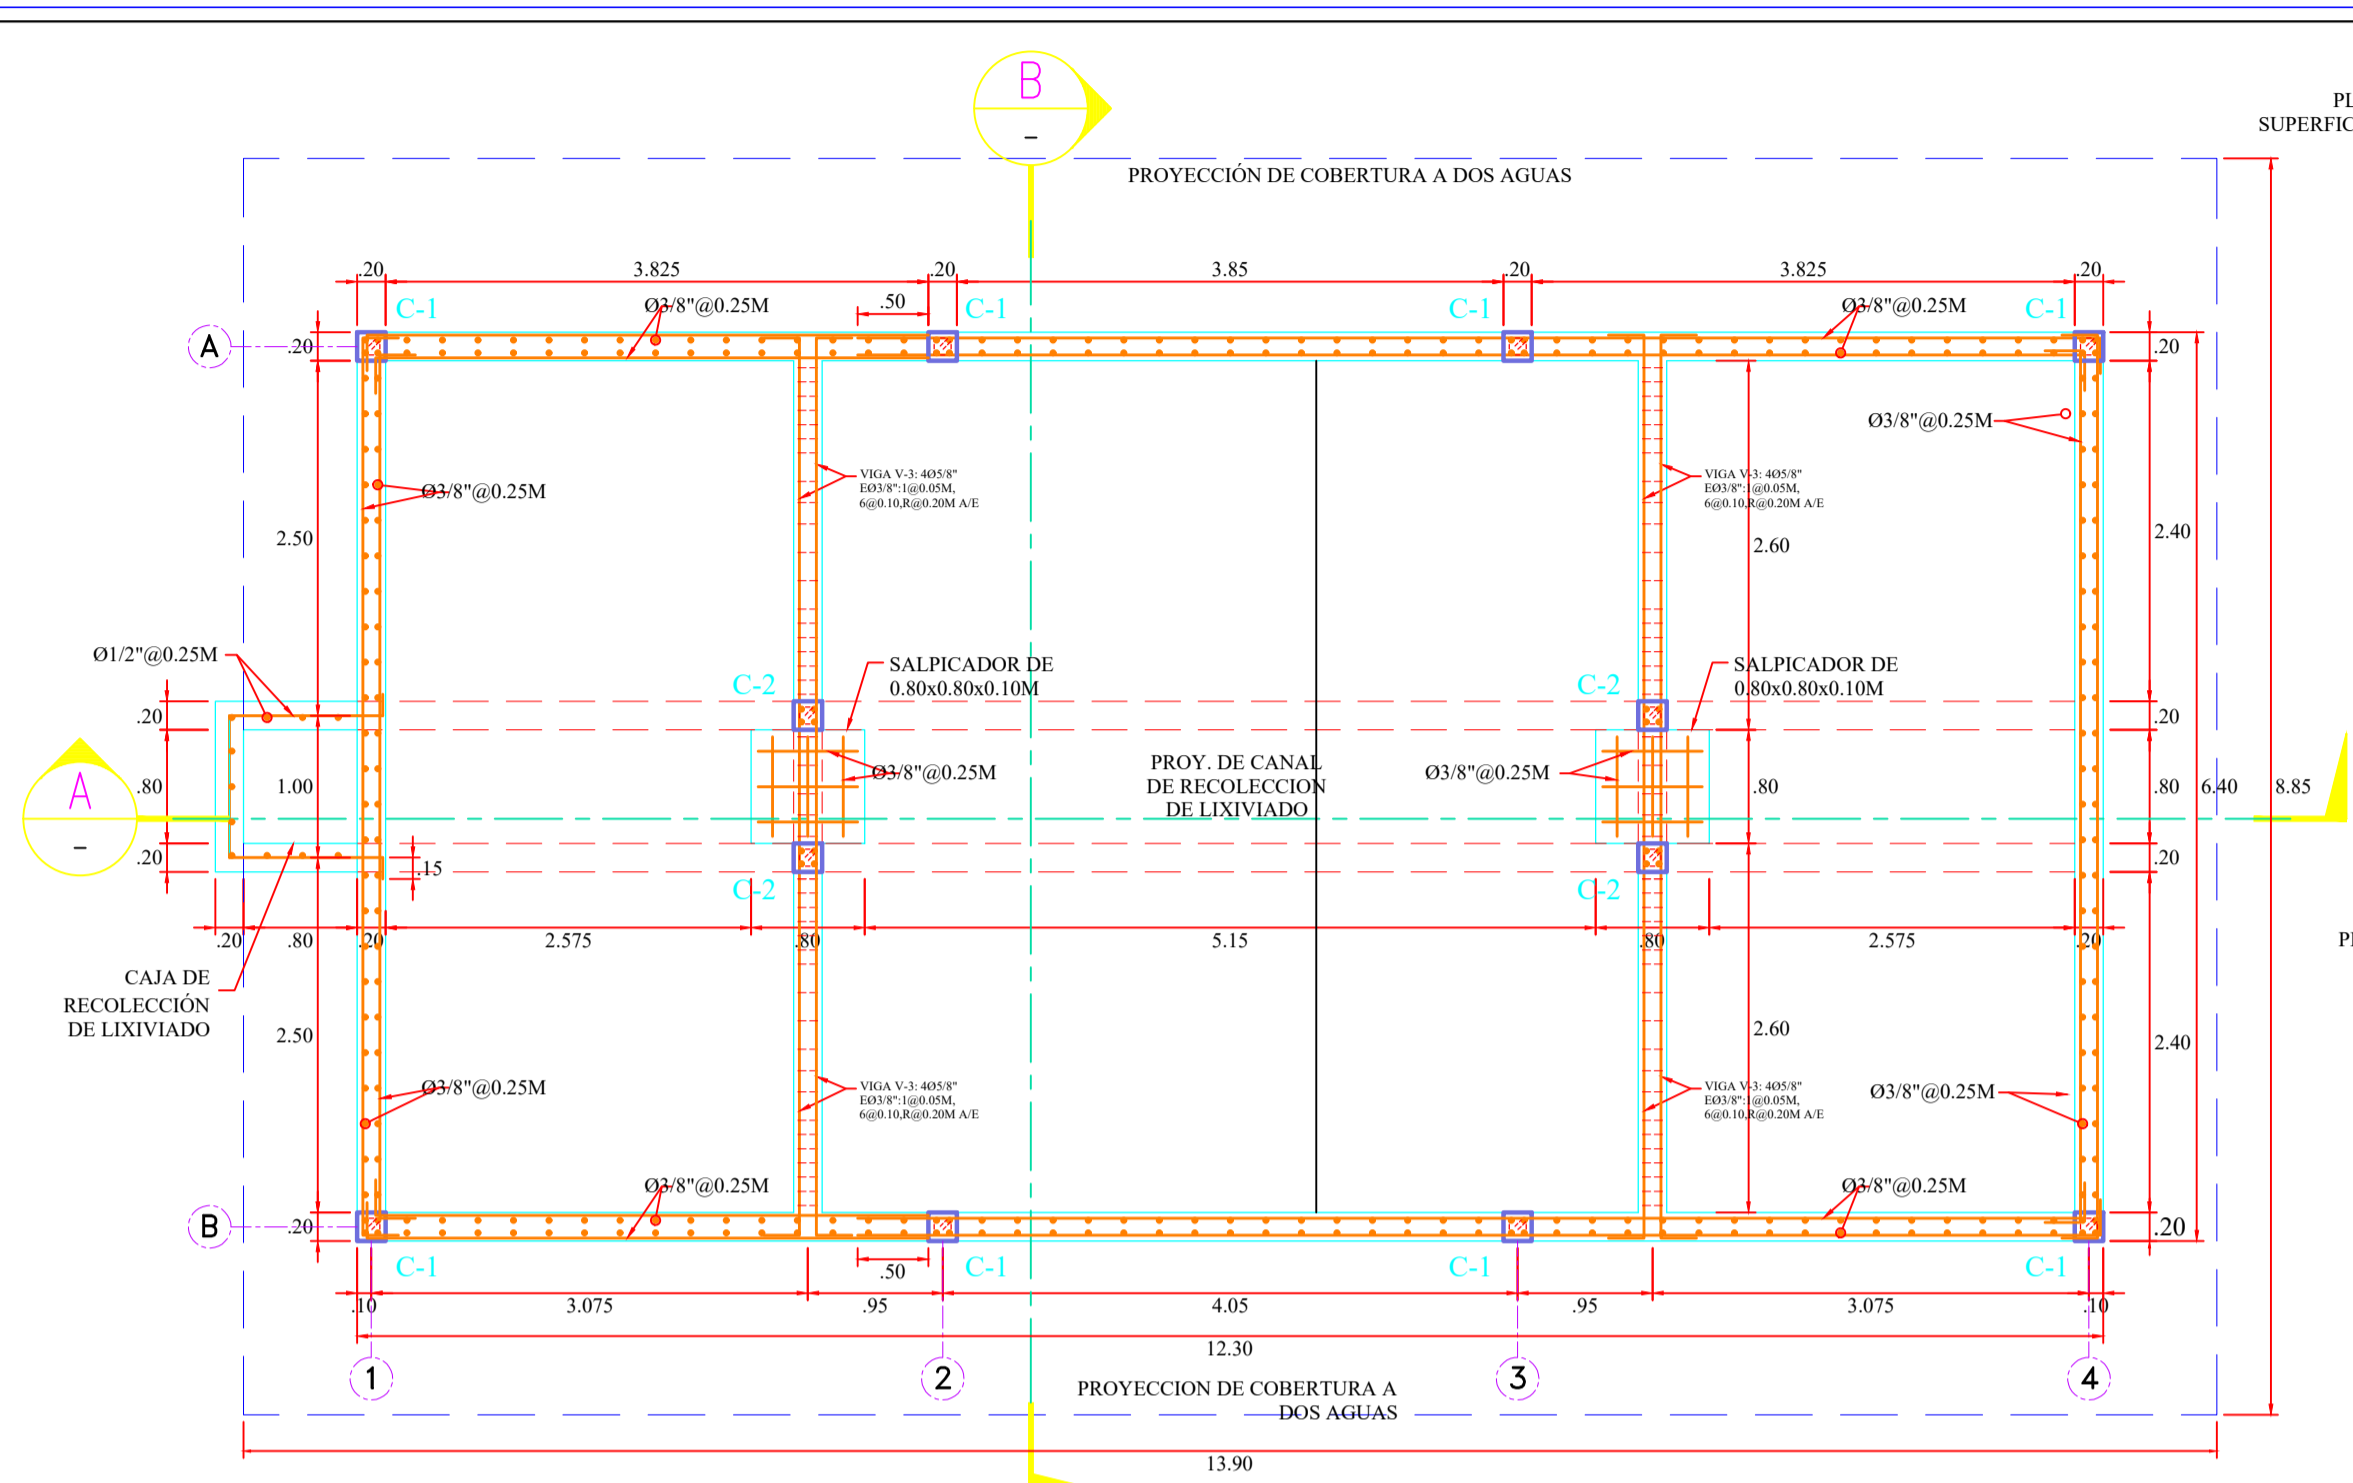 B
-
PL
SUPERFIC
PROYECCIÓN DE COBERTURA A DOS AGUAS
.20
3.825
.20
3.85
.20
3.825
.20
C-1
Ø3/8"@0.25M
.50
C-1
C-1
Ø3/8"@0.25M
C-1
A
.20
.20
Ø3/8"@0.25M
Ø3/8"@0.25M
VIGA V-3: 4Ø5/8"
EØ3/8":1@0.05M,
6@0.10,R@0.20M A/E
VIGA V-3: 4Ø5/8"
EØ3/8":1@0.05M,
6@0.10,R@0.20M A/E
2.50
2.60
2.40
Ø1/2"@0.25M
SALPICADOR DE
0.80x0.80x0.10M
SALPICADOR DE
0.80x0.80x0.10M
C-2
C-2
.20
.20
A
-
.80
1.00
Ø3/8"@0.25M
PROY. DE CANAL
DE RECOLECCION
DE LIXIVIADO
Ø3/8"@0.25M
.80
.80
6.40
8.85
.20
.15
.20
C-2
C-2
.20
.80
.20
2.575
.80
5.15
.80
2.575
.20
PI
CAJA DE
RECOLECCIÓN
DE LIXIVIADO
2.50
2.60
2.40
Ø3/8"@0.25M
VIGA V-3: 4Ø5/8"
EØ3/8":1@0.05M,
6@0.10,R@0.20M A/E
VIGA V-3: 4Ø5/8"
EØ3/8":1@0.05M,
6@0.10,R@0.20M A/E
Ø3/8"@0.25M
Ø3/8"@0.25M
Ø3/8"@0.25M
B
.20
.20
C-1
.50
C-1
C-1
C-1
.10
3.075
.95
4.05
.95
3.075
.10
12.30
1
2
3
4
PROYECCION DE COBERTURA A
DOS AGUAS
13.90